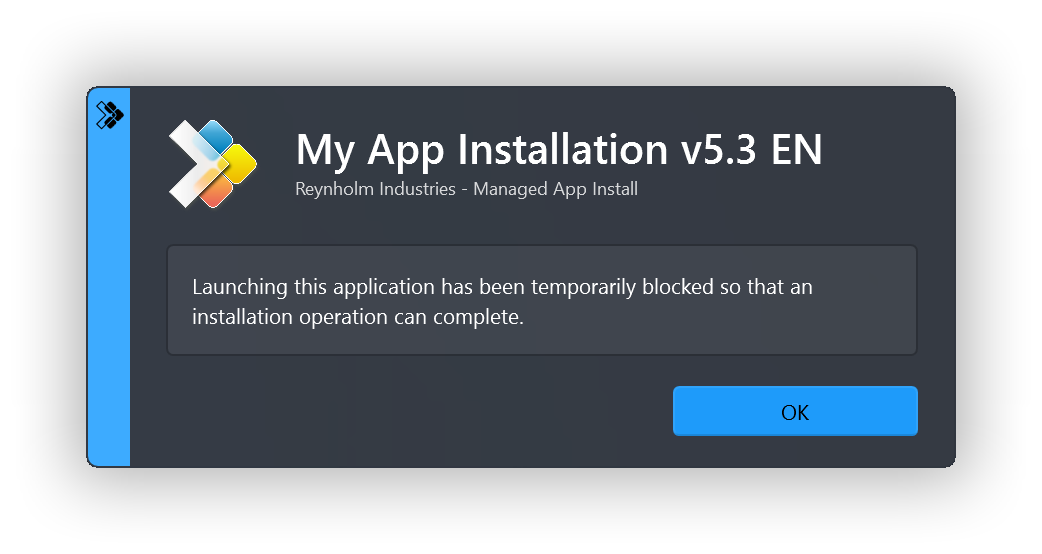 My App Installation v5.3 EN
Reynholm Industries - Managed App Install
Launching this application has been temporarily blocked so that an
installation operation can complete.
OK